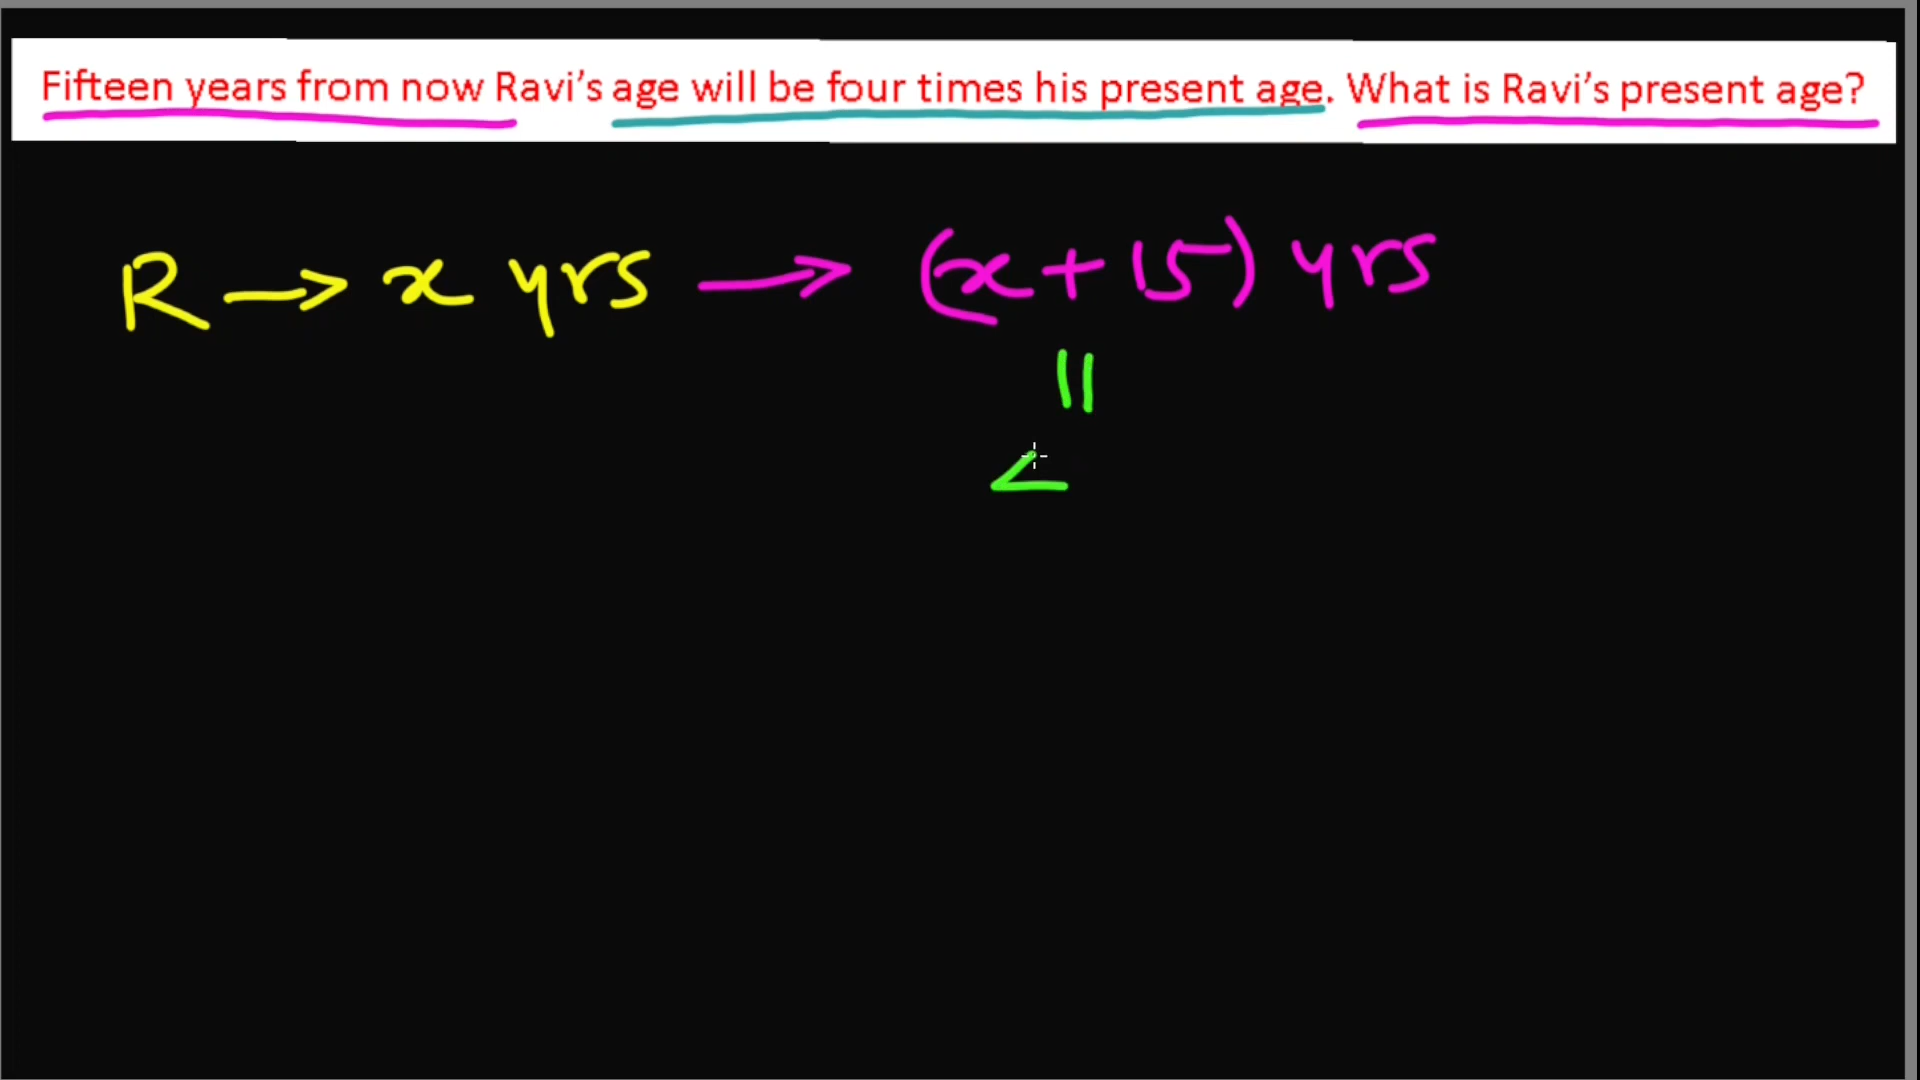 Fifteen years from now Ravi’s age will be four times his present age. What is Ravi’s present age?
R → x yrs → (x+15) yrs
=